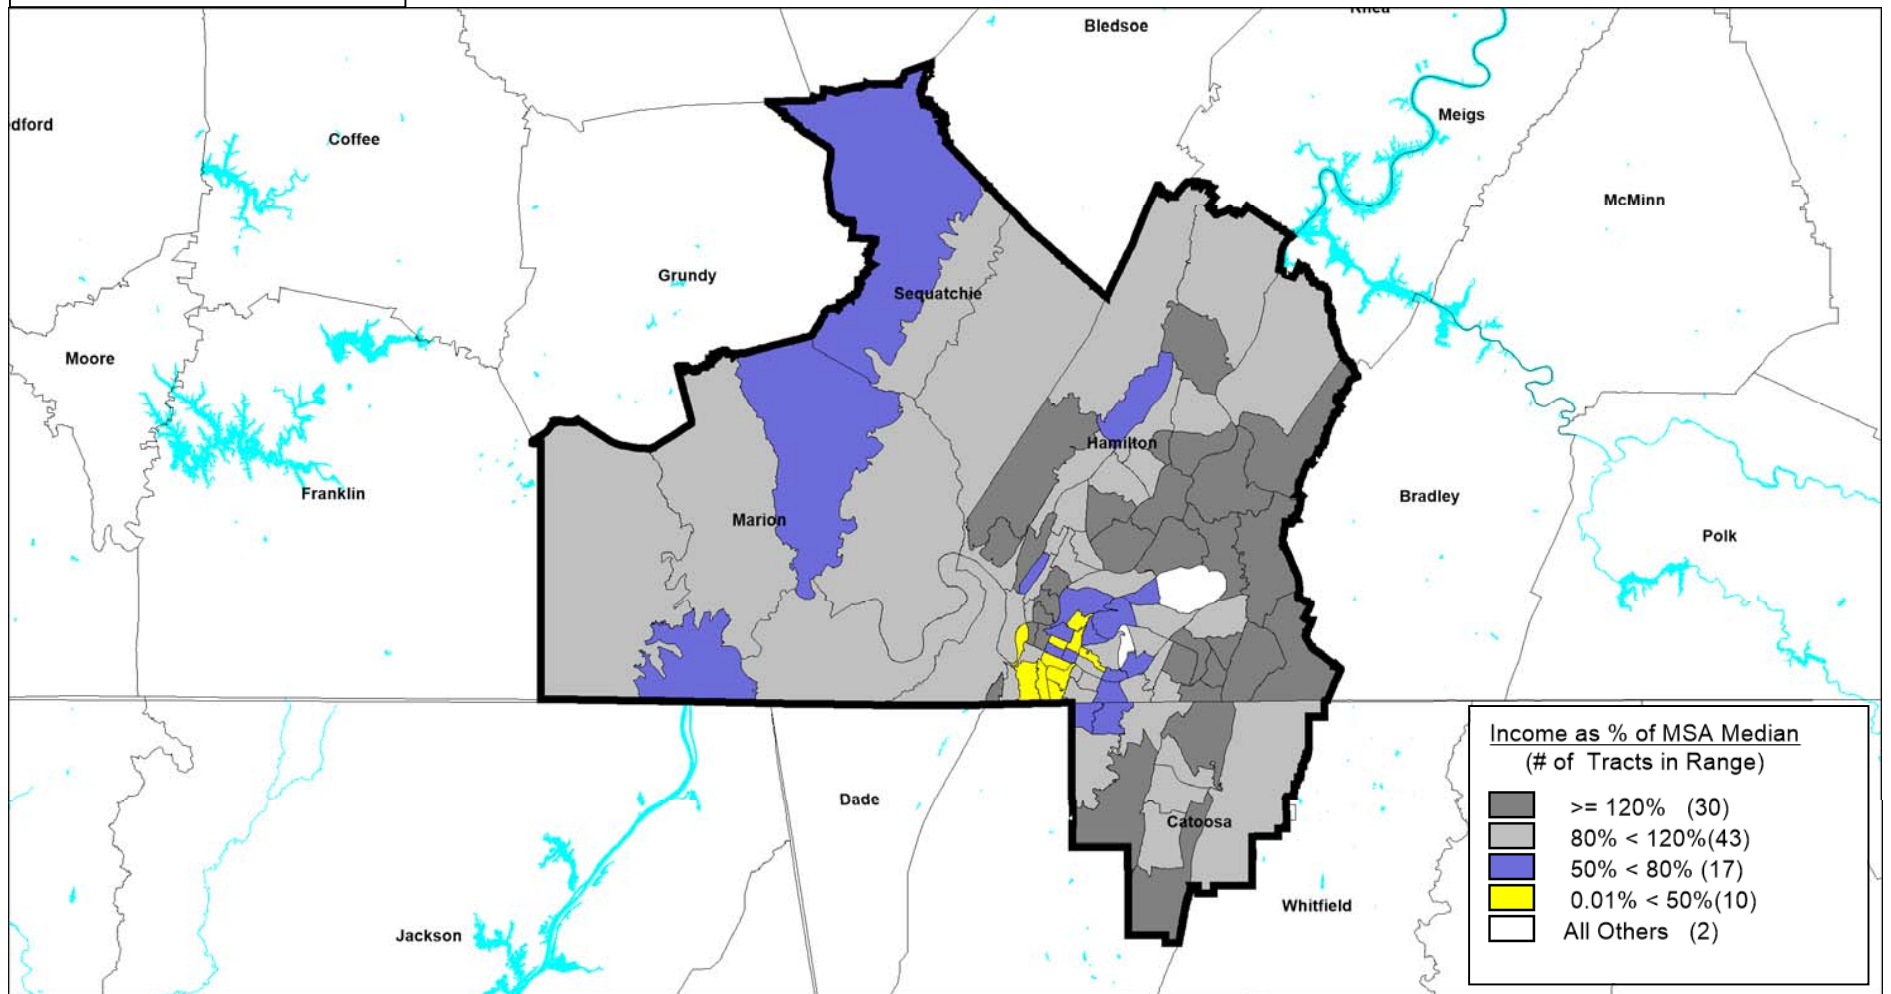 Bledsoe
Meigs
dford
Coffee
McMinn
Grundy
Sequatchie
Moore
Hamilton
Franklin
Bradley
Marion
Polk
Income as % of MSA Median
(# of Tracts in Range)
>= 120% (30)
80% < 120%(43)
50% < 80% (17)
0.01% < 50%(10)
All Others (2)
Dade
Catoosa
Whitfield
Jackson